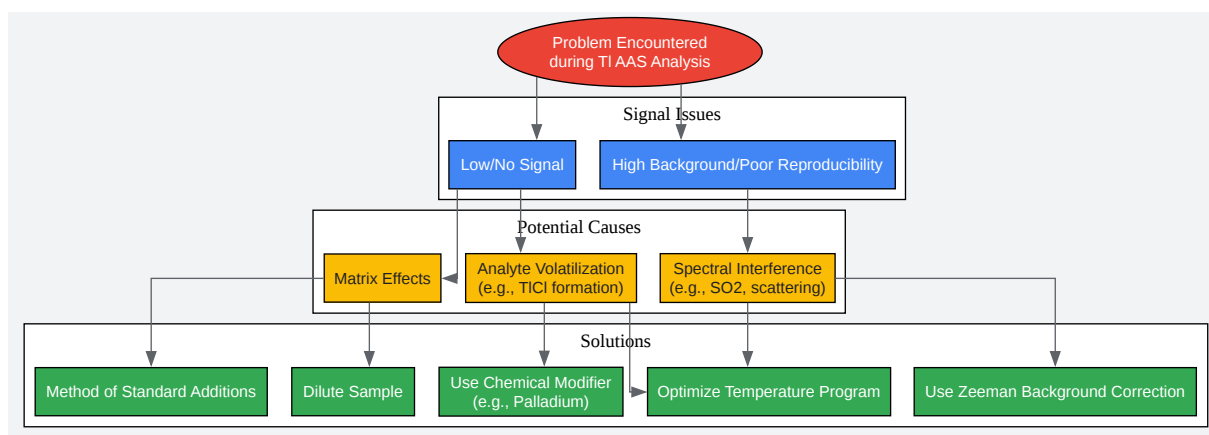 Problem Encountered
during Tl AAS Analysis
Signal Issues
Low/No Signal
High Background/Poor Reproducibility
Potential Causes
Matrix Effects
Analyte Volatilization
(e.g., TlCl formation)
Spectral Interference
(e.g., SO2, scattering)
Solutions
Method of Standard Additions
Dilute Sample
Use Chemical Modifier
(e.g., Palladium)
Optimize Temperature Program
Use Zeeman Background Correction